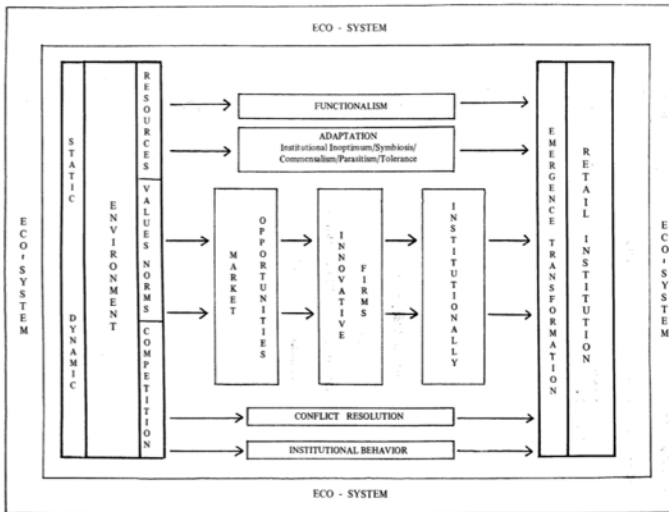 ECO - SYSTEM
ECO-SYSTEM
STATIC
DYNAMIC
ENVIRONMENT
RESOURCES
VALUES NORMS
COMPETITION
FUNCTIONALISM
ADAPTATION
Institutional Inoptimum/Symbiosis/
Commensalism/Parasitism/Tolerance
MARKET
OPPORTUNITIES
INNOVATIVE
FIRMS
INSTITUTIONALLY
CONFLICT RESOLUTION
INSTITUTIONAL BEHAVIOR
EMERGENCE TRANSFORMATION
RETAIL INSTITUTION
ECO-SYSTEM
ECO - SYSTEM